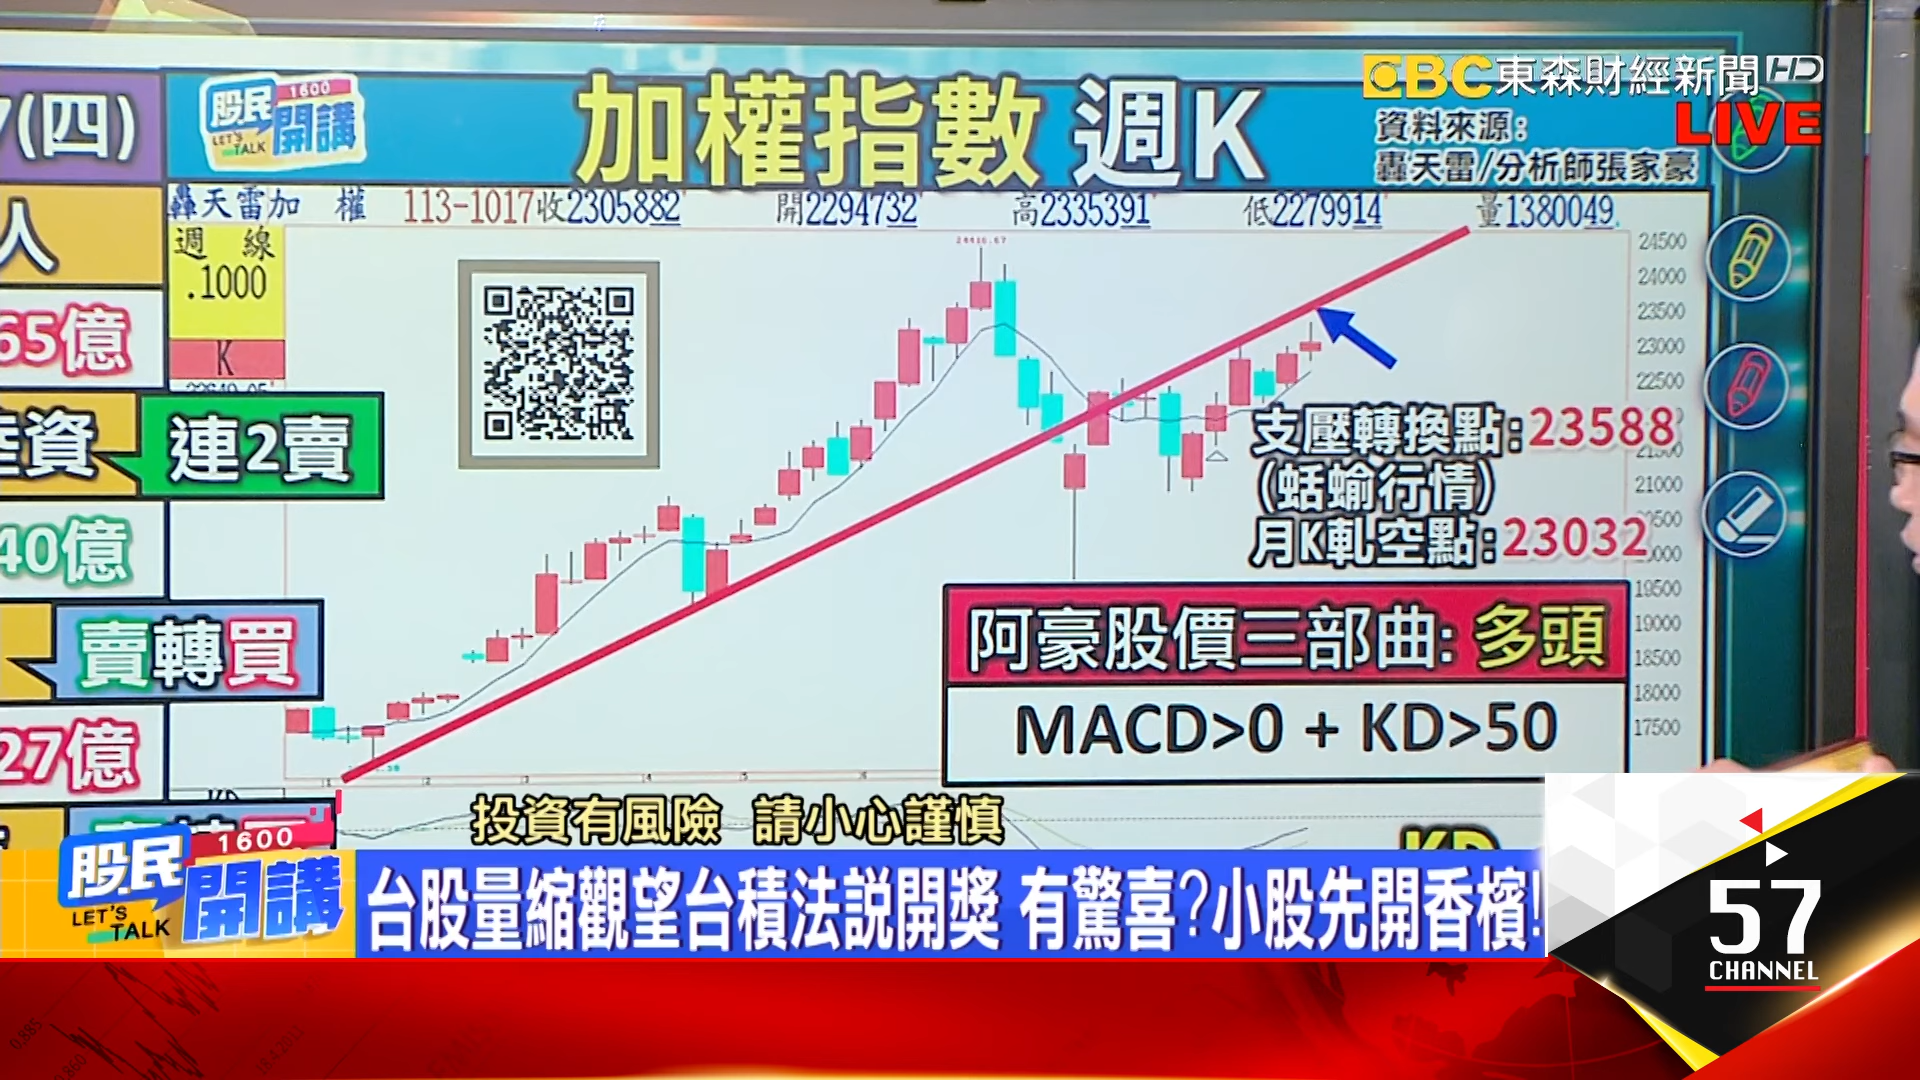 EBC東森財經新聞HD
LIVE
7(四)
股民
1600
開講
LET'S
TALK
加權指數 週K
資料來源:
轟天雷/分析師張家豪
轟天雷加 權 113-1017收2305882 開2294732 高2335391 低2279914 量1380049
週 線
.1000
K
24500
24000
23500
23000
22500
21500
21000
19500
19000
18500
18000
17500
人
65億
陸資
連2賣
40億
賣轉買
27億
支壓轉換點:23588
(蛞蝓行情)
月K軋空點:23032
阿豪股價三部曲:多頭
MACD>0 + KD>50
投資有風險 請小心謹慎
KD
股民
1600
開講
LET'S
TALK
台股量縮觀望台積法説開獎 有驚喜?小股先開香檳!
57
CHANNEL